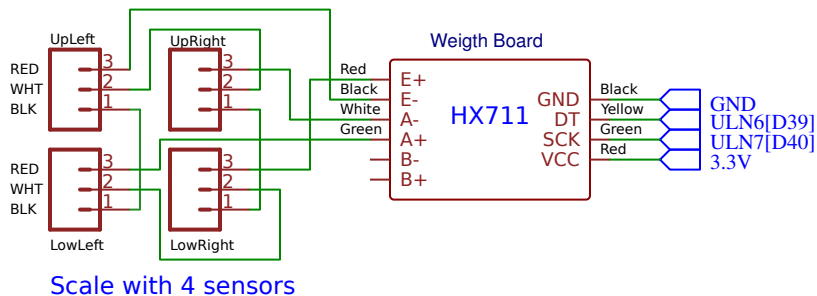 Weigth Board
UpLeft
UpRight
RED
WHT
BLK
3
2
1
3
2
1
RED
WHT
BLK
3
2
1
3
2
1
LowLeft
LowRight
Red
Black
White
Green
E+
E-
A-
A+
B-
B+
HX711
GND
DT
SCK
VCC
Black
Yellow
Green
Red
GND
ULN6[D39]
ULN7[D40]
3.3V
Scale with 4 sensors